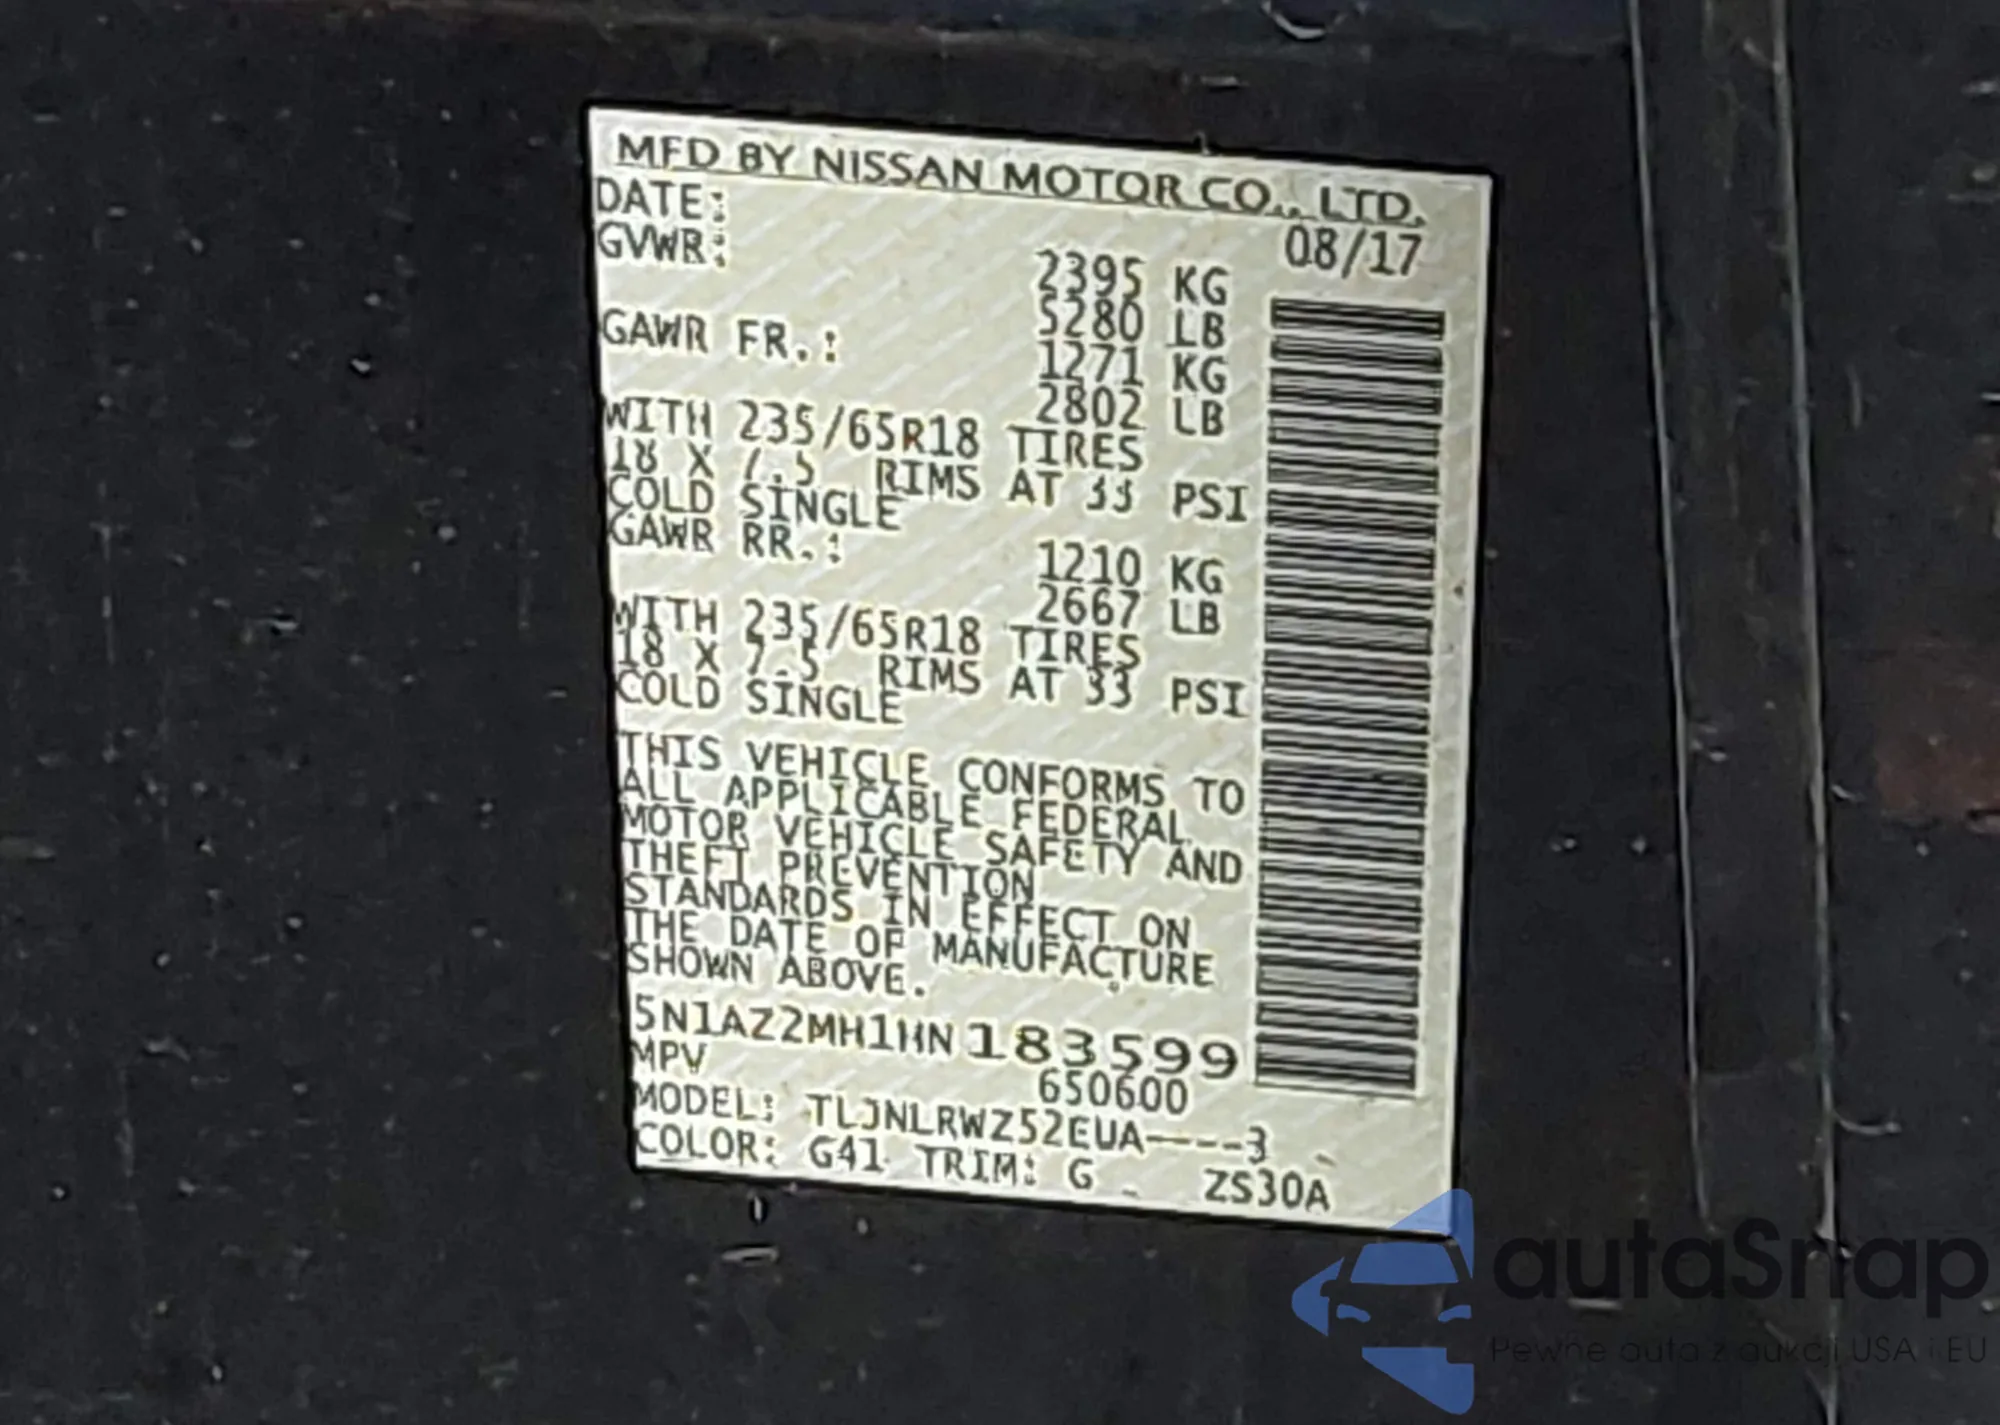 MFD BY NISSAN MOTOR CO., LTD.
DATE: 08/17
GVWR: 2395 KG
5280 LB
GAWR FR.: 1271 KG
2802 LB
WITH 235/65R18 TIRES
18 X 7.5 RIMS AT 33 PSI
COLD SINGLE
GAWR RR.: 1210 KG
2667 LB
WITH 235/65R18 TIRES
18 X 7.5 RIMS AT 33 PSI
COLD SINGLE
THIS VEHICLE CONFORMS TO
ALL APPLICABLE FEDERAL
MOTOR VEHICLE SAFETY AND
THEFT PREVENTION
STANDARDS IN EFFECT ON
THE DATE OF MANUFACTURE
SHOWN ABOVE.
5N1AZ2MH1HN183599
MPV 650600
MODEL: TLJNLRWZ52EUA----3
COLOR: G41 TRIM: G ZS30A
autoSnap
Pewne auta z aukcji USA i EU